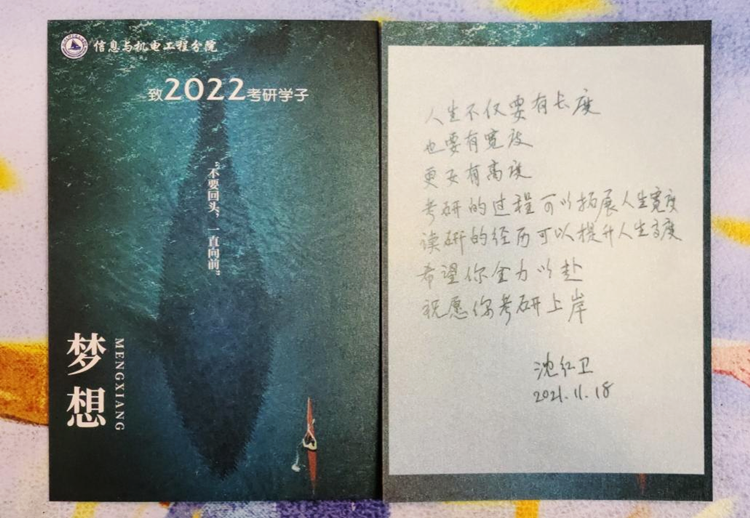 信息与机电工程分院
致2022考研学子
“不要回头，一直向前”
梦想
MENGXIANG
人生不仅要有长度
也要有宽度
更要有高度
考研的过程可以拓展人生宽度
读研的经历可以提升人生高度
希望你全力以赴
祝愿你考研上岸
沈红卫
2021.11.18